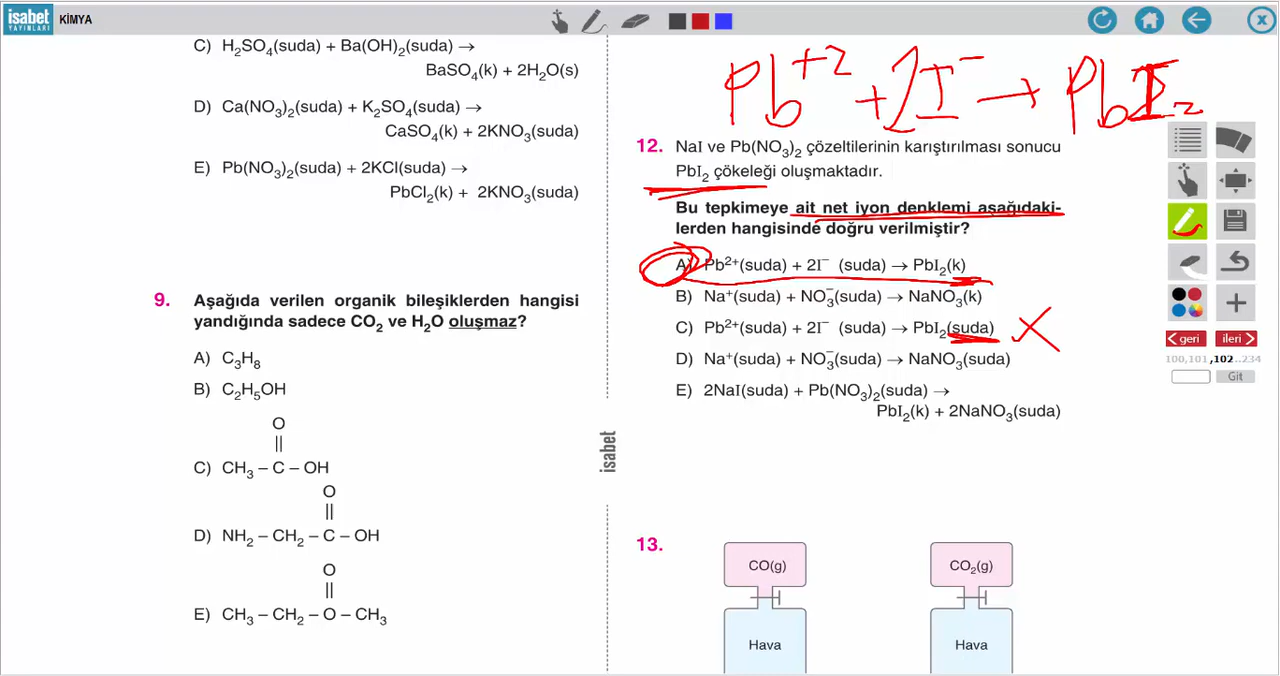 isabet
YAYINLARI
KİMYA
C) H₂SO₄(suda) + Ba(OH)₂(suda) →
BaSO₄(k) + 2H₂O(s)
D) Ca(NO₃)₂(suda) + K₂SO₄(suda) →
CaSO₄(k) + 2KNO₃(suda)
E) Pb(NO₃)₂(suda) + 2KCl(suda) →
PbCl₂(k) + 2KNO₃(suda)
9. Aşağıda verilen organik bileşiklerden hangisi
yandığında sadece CO₂ ve H₂O oluşmaz?
A) C₃H₈
B) C₂H₅OH
O
||
C) CH₃ – C – OH
O
||
D) NH₂ – CH₂ – C – OH
O
||
E) CH₃ – CH₂ – O – CH₃
isabet
Pb⁺² + 2I⁻ → PbI₂
12. NaI ve Pb(NO₃)₂ çözeltilerinin karıştırılması sonucu
PbI₂ çökeleği oluşmaktadır.
Bu tepkimeye ait net iyon denklemi aşağıdaki-
lerden hangisinde doğru verilmiştir?
A) Pb²⁺(suda) + 2I⁻ (suda) → PbI₂(k)
B) Na⁺(suda) + NO₃⁻(suda) → NaNO₃(k)
C) Pb²⁺(suda) + 2I⁻ (suda) → PbI₂(suda)
D) Na⁺(suda) + NO₃⁻(suda) → NaNO₃(suda)
E) 2NaI(suda) + Pb(NO₃)₂(suda) →
PbI₂(k) + 2NaNO₃(suda)
13.
CO(g) CO₂(g)
Hava Hava
geri ileri
100,101,102..234
Git